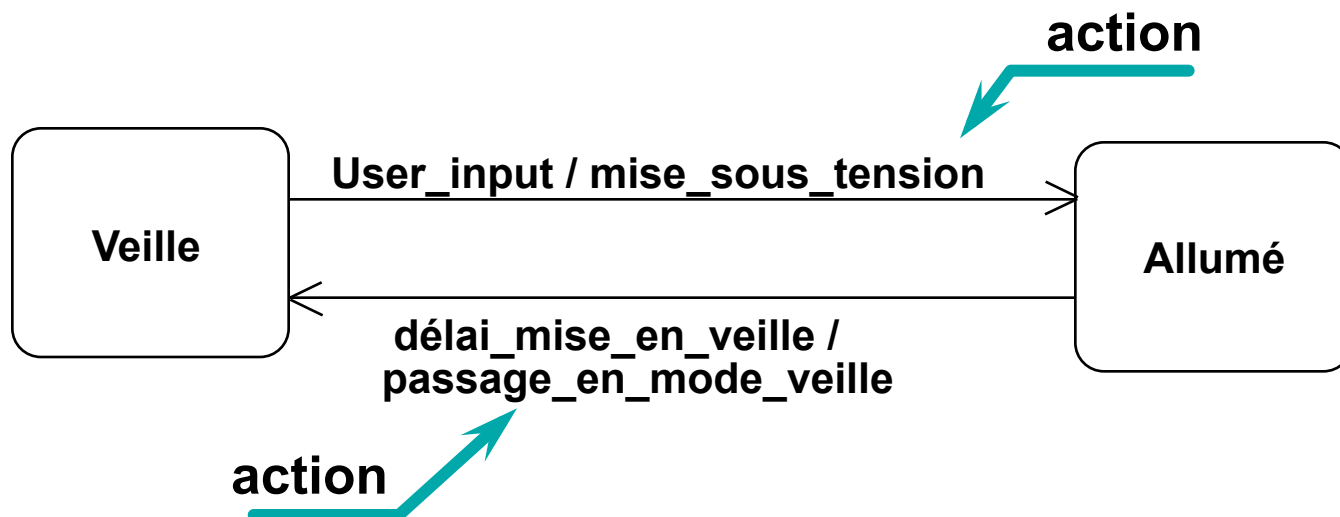 action
User_input / mise_sous_tension
Veille
Allumé
délai_mise_en_veille /
passage_en_mode_veille
action